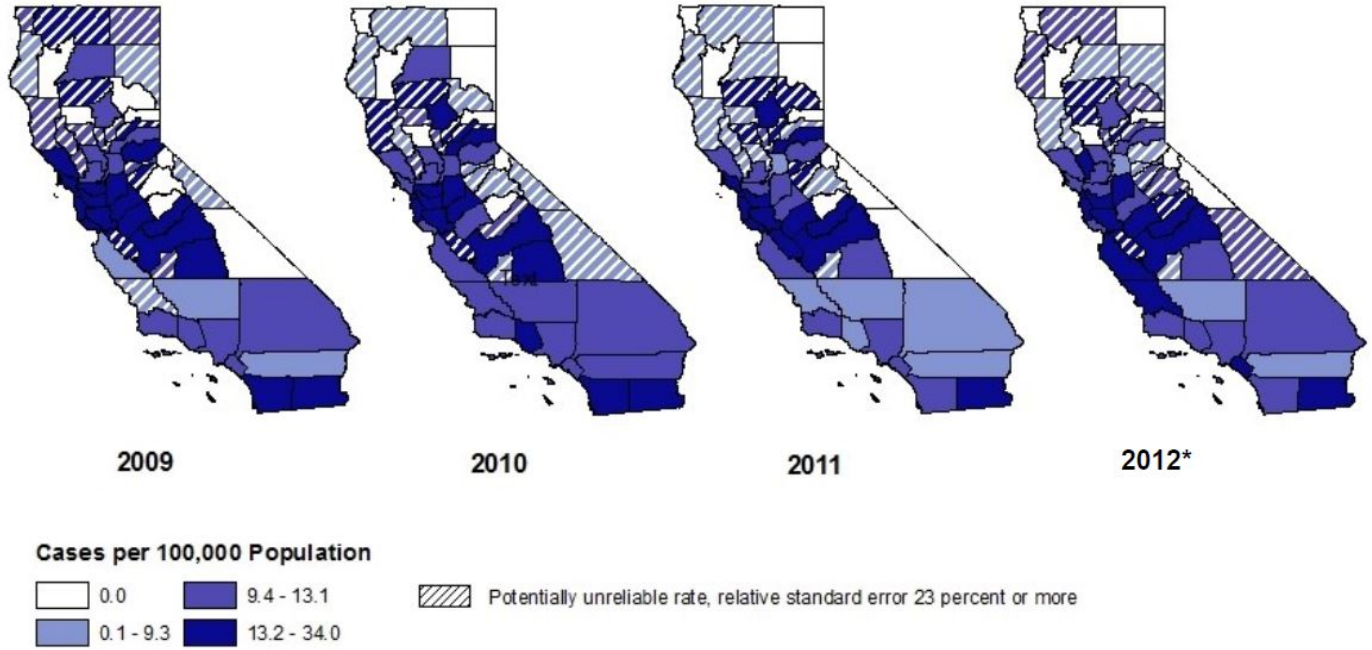 Text
2009
2010
2011
2012*
Cases per 100,000 Population
0.0
9.4 - 13.1
Potentially unreliable rate, relative standard error 23 percent or more
0.1 - 9.3
13.2 - 34.0